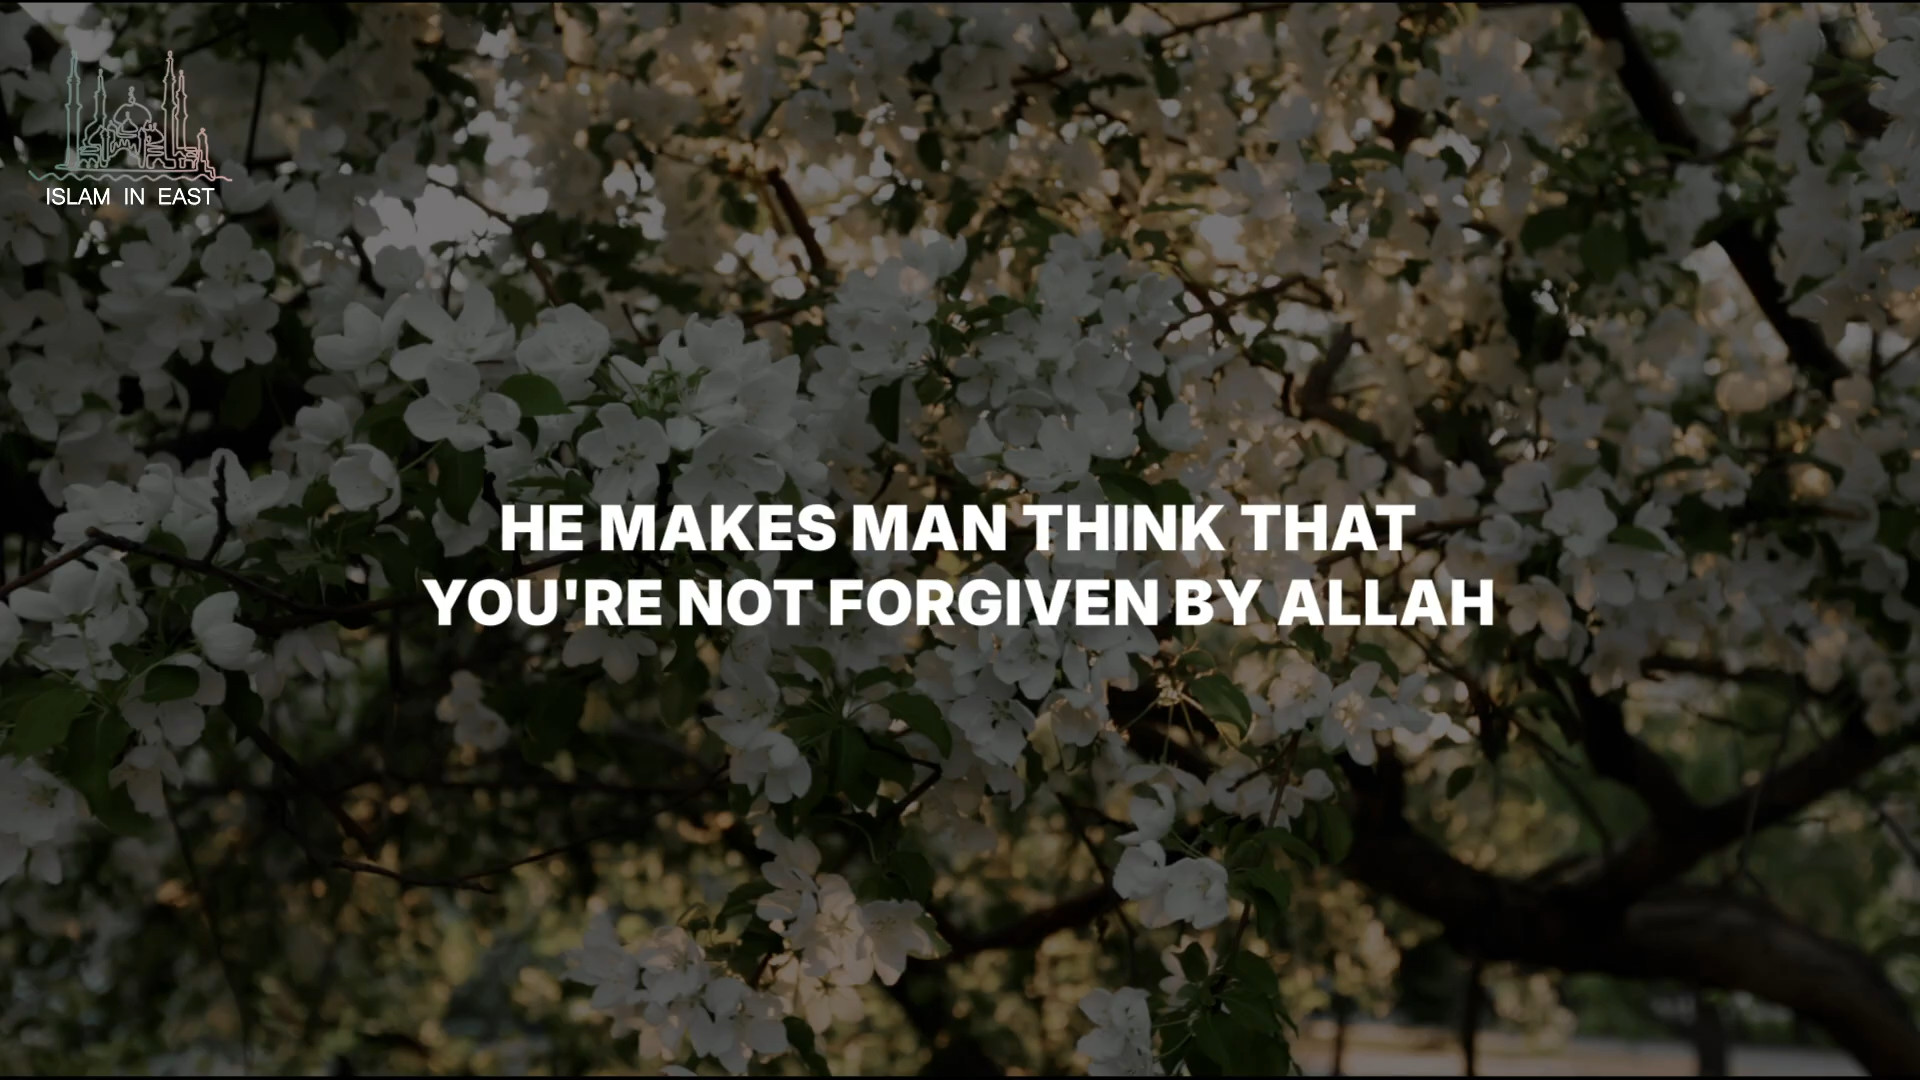 ISLAM IN EAST
HE MAKES MAN THINK THAT
YOU'RE NOT FORGIVEN BY ALLAH